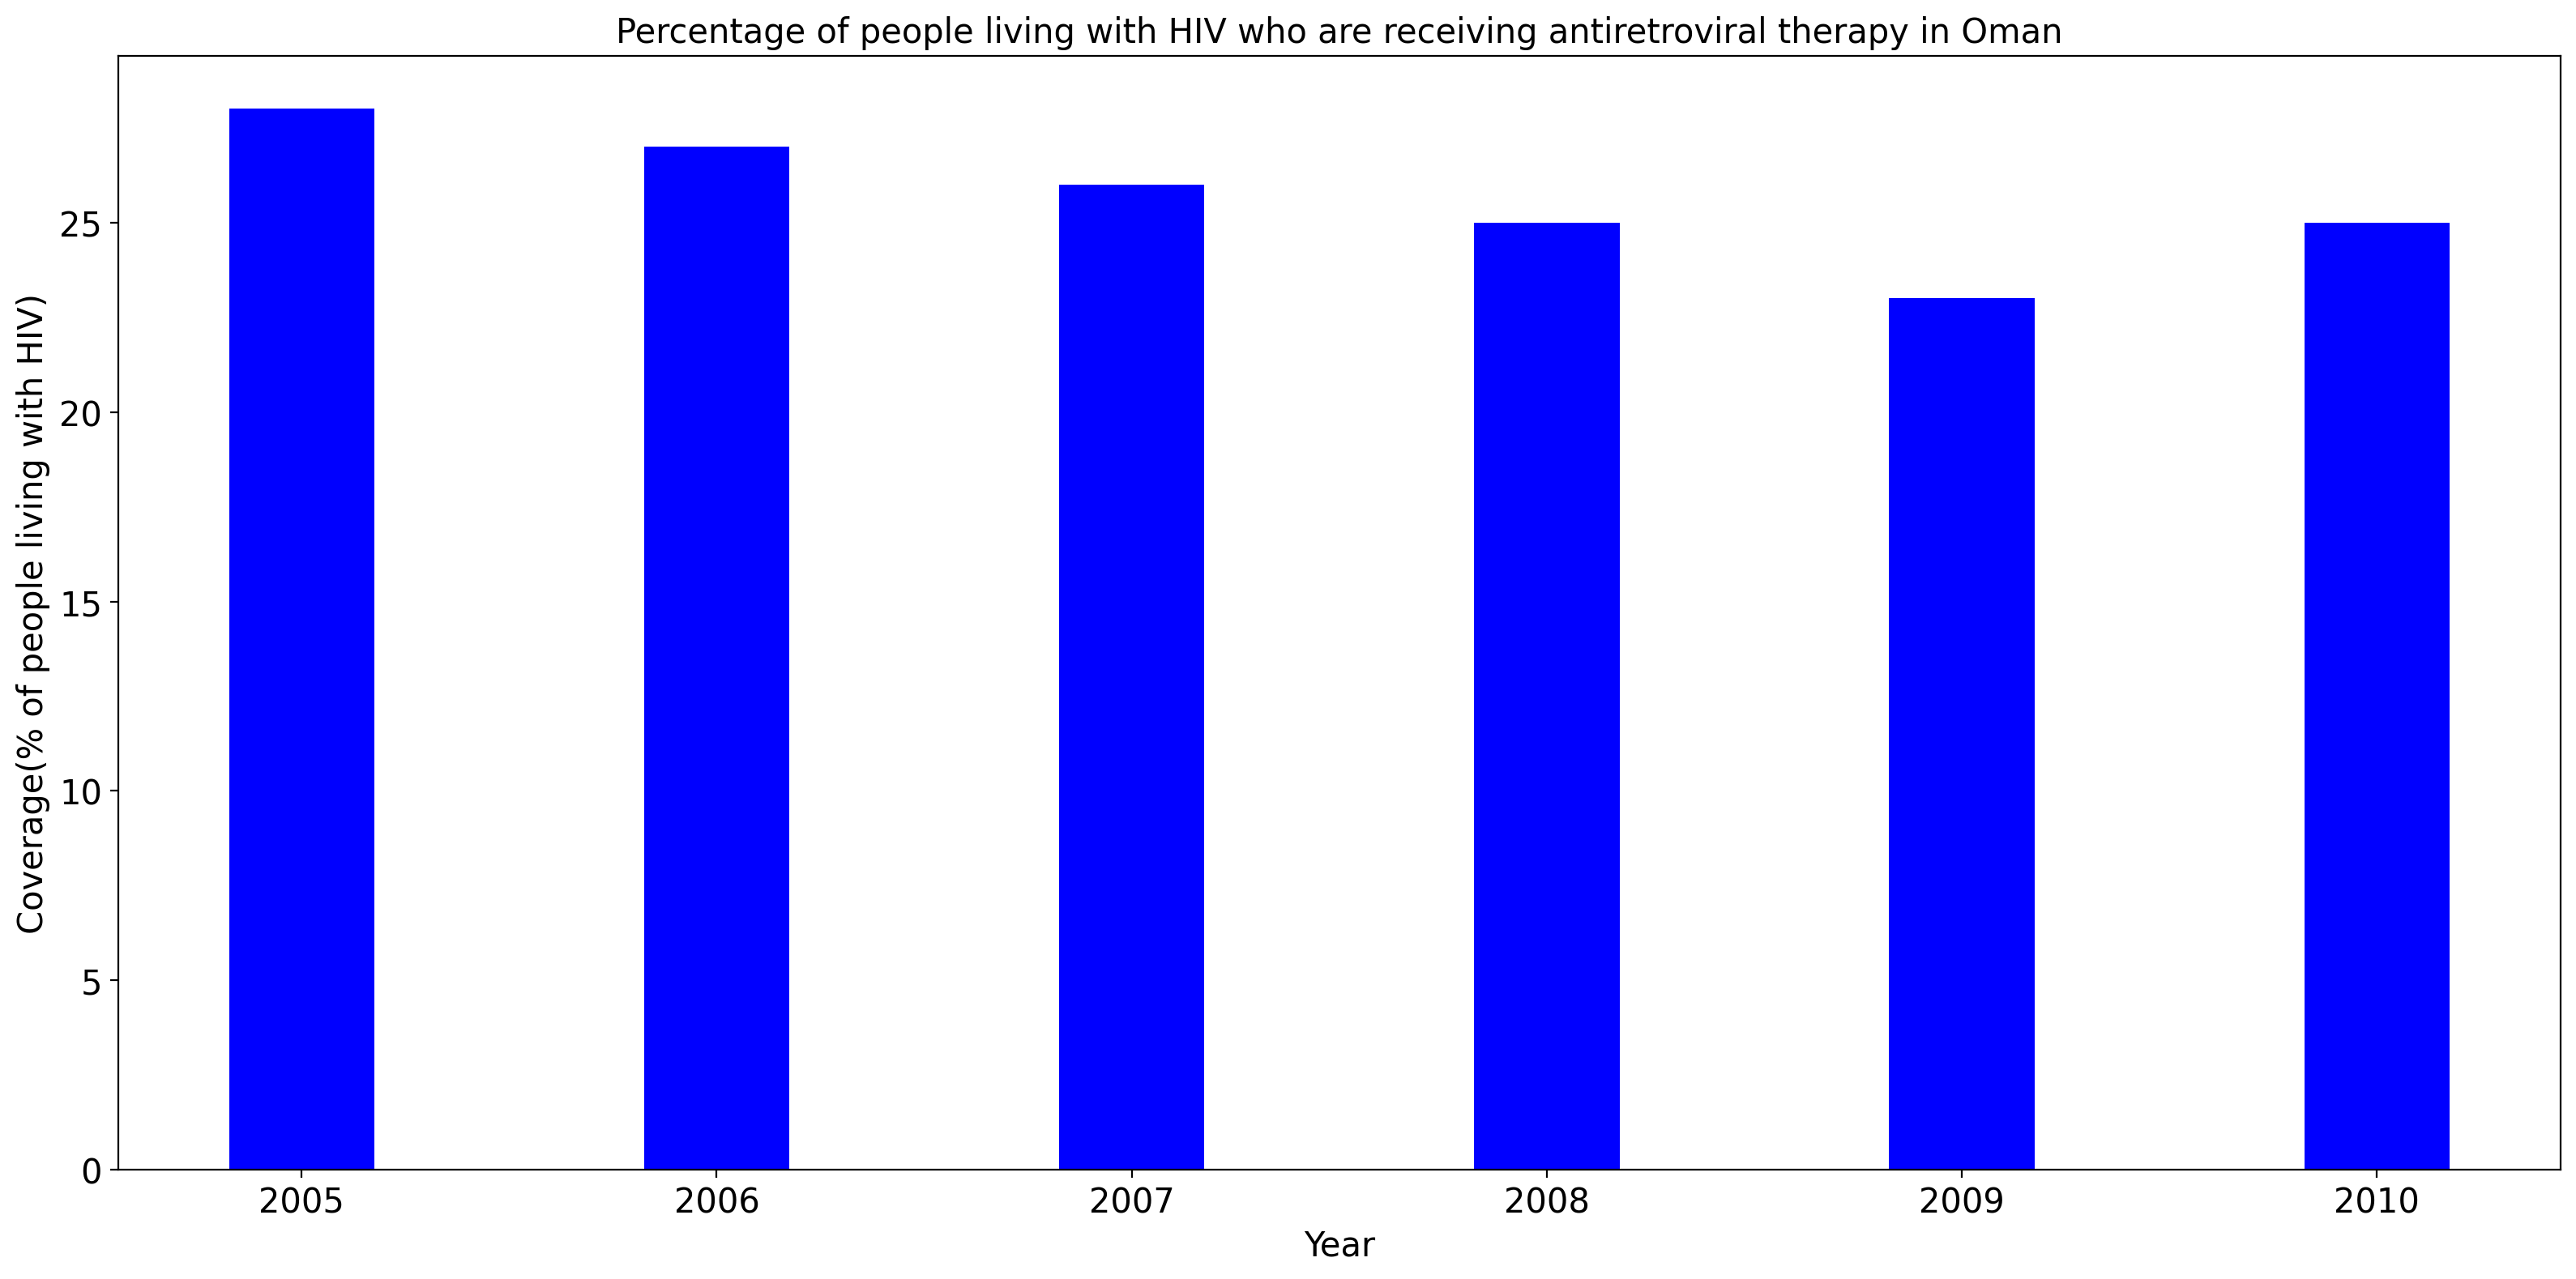 Percentage of people living with HIV who are receiving antiretroviral therapy in Oman
Coverage(% of people living with HIV)
25
20
15
10
5
0
2005 2006 2007 2008 2009 2010
Year